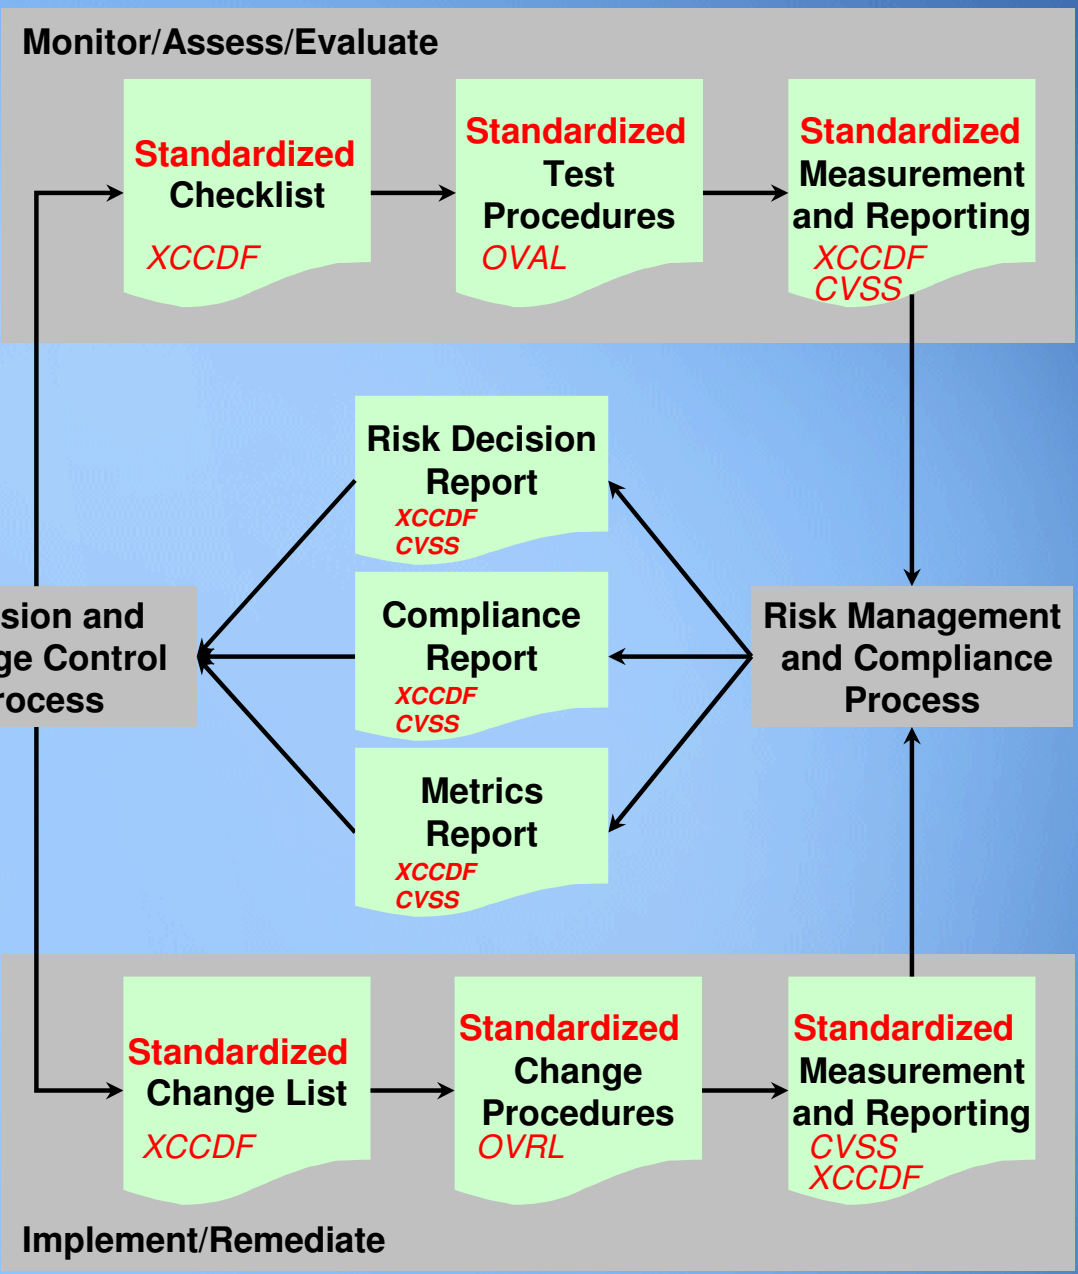 Monitor/Assess/Evaluate
Standardized
Checklist
XCCDF
Standardized
Test
Procedures
OVAL
Standardized
Measurement
and Reporting
XCCDF
CVSS
Risk Decision
Report
XCCDF
CVSS
sion and
ge Control
rocess
Compliance
Report
XCCDF
CVSS
Risk Management
and Compliance
Process
Metrics
Report
XCCDF
CVSS
Standardized
Change List
XCCDF
Standardized
Change
Procedures
OVRL
Standardized
Measurement
and Reporting
CVSS
XCCDF
Implement/Remediate